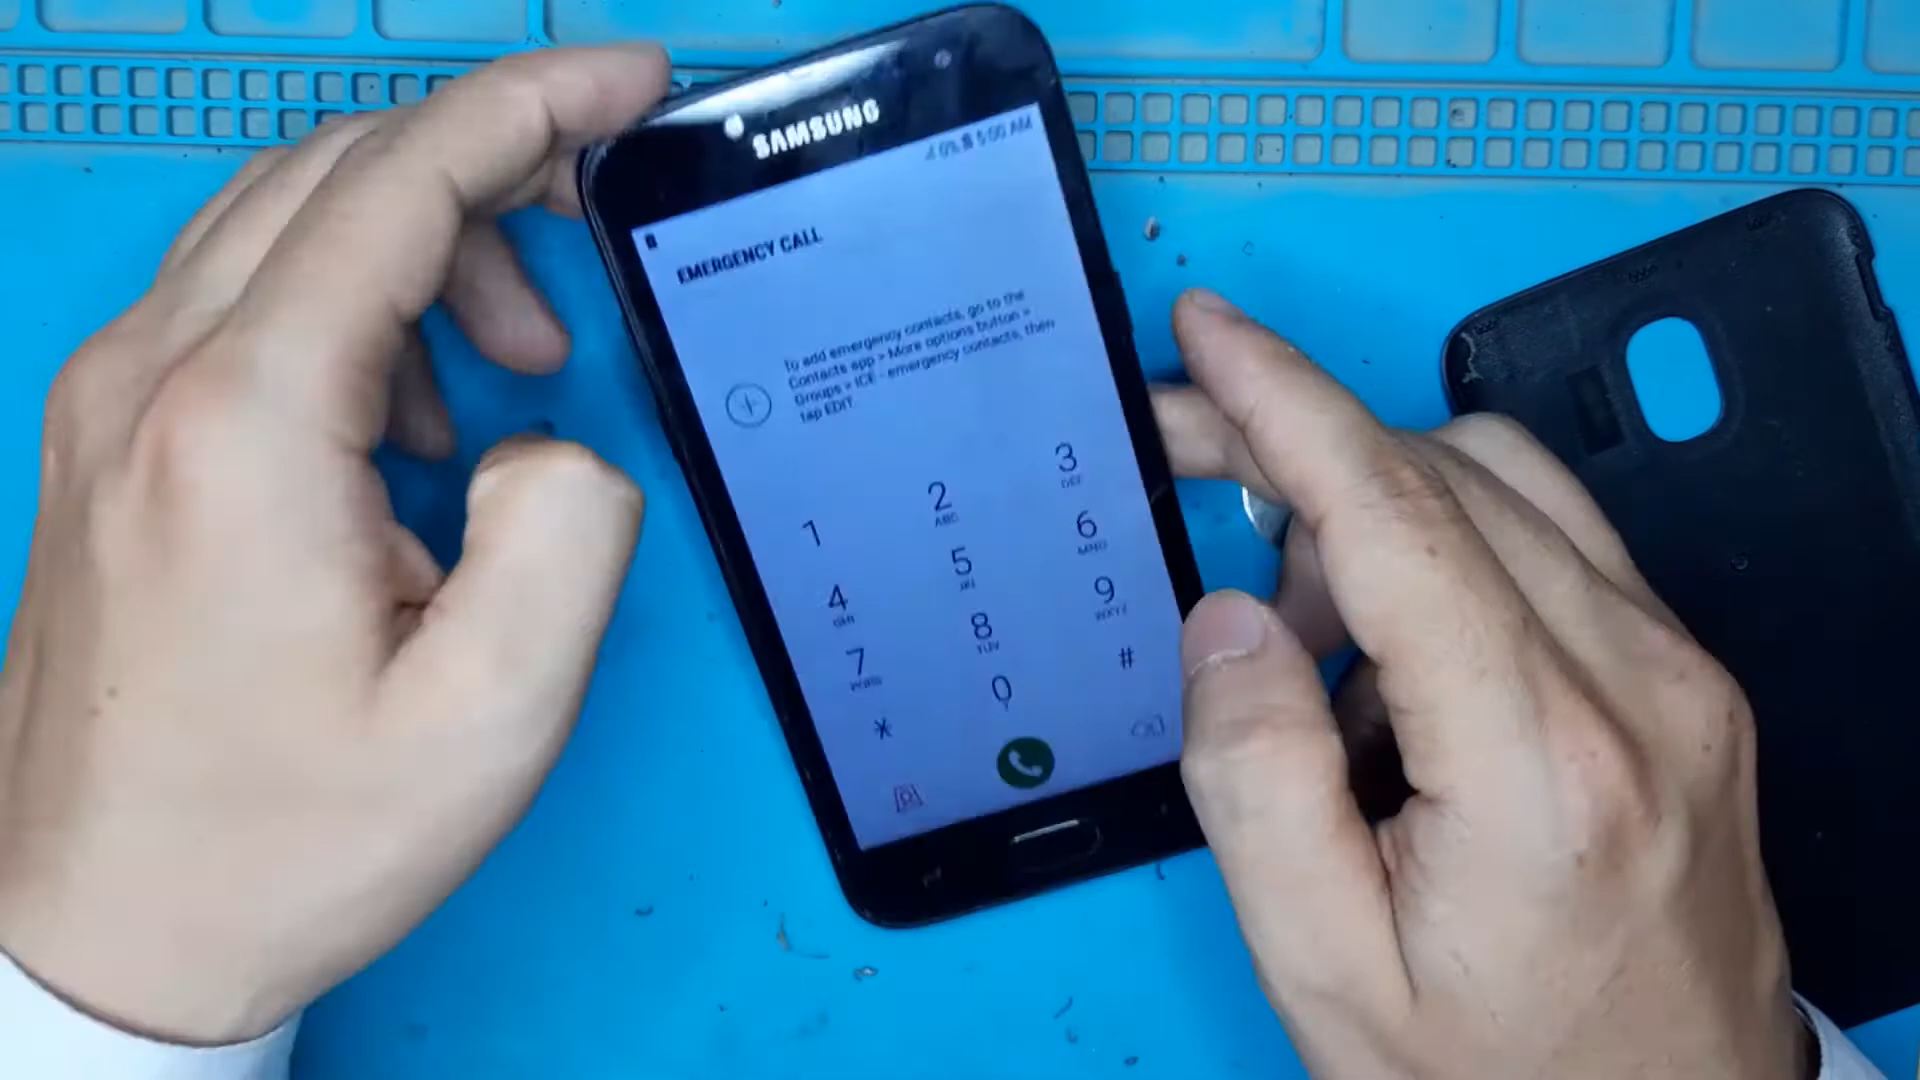 SAMSUNG
0% 5:00 AM
EMERGENCY CALL
To add emergency contacts, go to the
Contacts app > More options button >
Groups > ICE - emergency contacts, then
tap EDIT.
1
2
ABC
3
DEF
4
GHI
5
JKL
6
MNO
7
PQRS
8
TUV
9
WXYZ
*
0
+
#